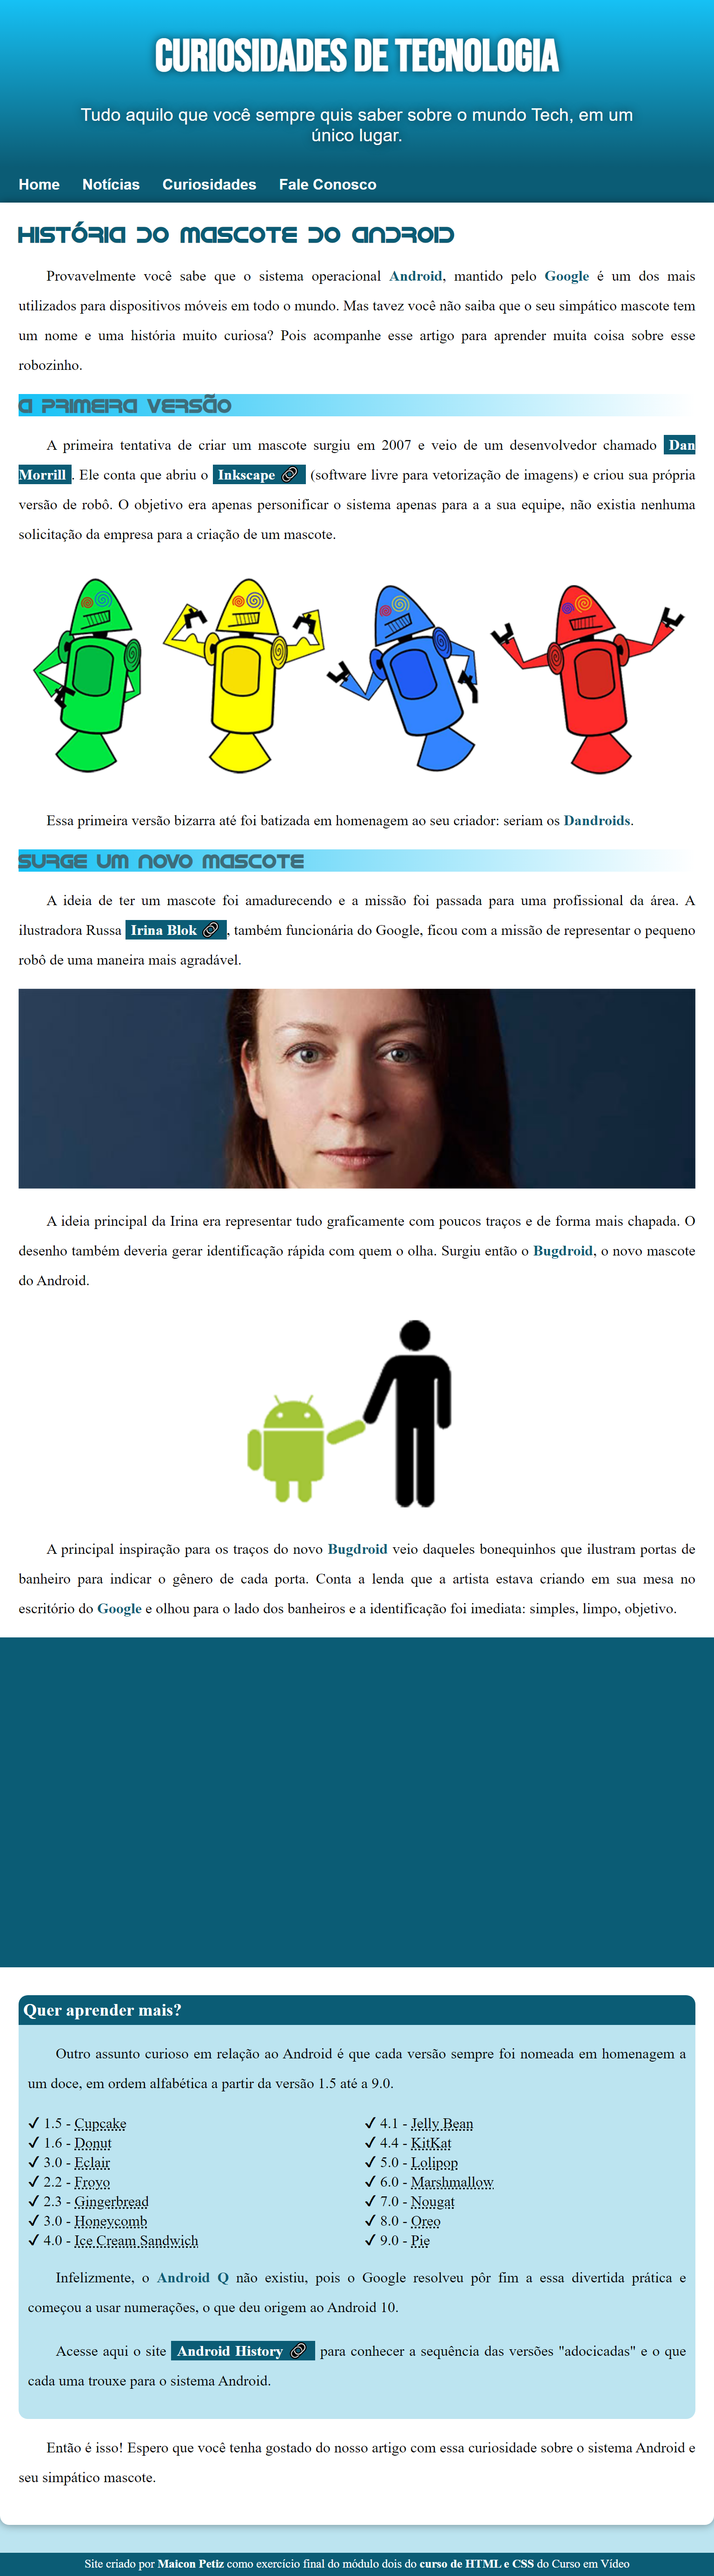 CURIOSIDADES DE TECNOLOGIA
Tudo aquilo que você sempre quis saber sobre o mundo Tech, em um
único lugar.
Home Notícias Curiosidades Fale Conosco
HISTÓRIA DO MASCOTE DO ANDROID
Provavelmente você sabe que o sistema operacional Android, mantido pelo Google é um dos mais
utilizados para dispositivos móveis em todo o mundo. Mas tavez você não saiba que o seu simpático mascote tem
um nome e uma história muito curiosa? Pois acompanhe esse artigo para aprender muita coisa sobre esse
robozinho.
A PRIMEIRA VERSÃO
A primeira tentativa de criar um mascote surgiu em 2007 e veio de um desenvolvedor chamado Dan
Morrill. Ele conta que abriu o Inkscape (software livre para vetorização de imagens) e criou sua própria
versão de robô. O objetivo era apenas personificar o sistema apenas para a a sua equipe, não existia nenhuma
solicitação da empresa para a criação de um mascote.
Essa primeira versão bizarra até foi batizada em homenagem ao seu criador: seriam os Dandroids.
SURGE UM NOVO MASCOTE
A ideia de ter um mascote foi amadurecendo e a missão foi passada para uma profissional da área. A
ilustradora Russa Irina Blok, também funcionária do Google, ficou com a missão de representar o pequeno
robô de uma maneira mais agradável.
A ideia principal da Irina era representar tudo graficamente com poucos traços e de forma mais chapada. O
desenho também deveria gerar identificação rápida com quem o olha. Surgiu então o Bugdroid, o novo mascote
do Android.
A principal inspiração para os traços do novo Bugdroid veio daqueles bonequinhos que ilustram portas de
banheiro para indicar o gênero de cada porta. Conta a lenda que a artista estava criando em sua mesa no
escritório do Google e olhou para o lado dos banheiros e a identificação foi imediata: simples, limpo, objetivo.
Quer aprender mais?
Outro assunto curioso em relação ao Android é que cada versão sempre foi nomeada em homenagem a
um doce, em ordem alfabética a partir da versão 1.5 até a 9.0.
✔ 1.5 - Cupcake
✔ 1.6 - Donut
✔ 3.0 - Eclair
✔ 2.2 - Froyo
✔ 2.3 - Gingerbread
✔ 3.0 - Honeycomb
✔ 4.0 - Ice Cream Sandwich
✔ 4.1 - Jelly Bean
✔ 4.4 - KitKat
✔ 5.0 - Lolipop
✔ 6.0 - Marshmallow
✔ 7.0 - Nougat
✔ 8.0 - Oreo
✔ 9.0 - Pie
Infelizmente, o Android Q não existiu, pois o Google resolveu pôr fim a essa divertida prática e
começou a usar numerações, o que deu origem ao Android 10.
Acesse aqui o site Android History para conhecer a sequência das versões "adocicadas" e o que
cada uma trouxe para o sistema Android.
Então é isso! Espero que você tenha gostado do nosso artigo com essa curiosidade sobre o sistema Android e
seu simpático mascote.
Site criado por Maicon Petiz como exercício final do módulo dois do curso de HTML e CSS do Curso em Vídeo